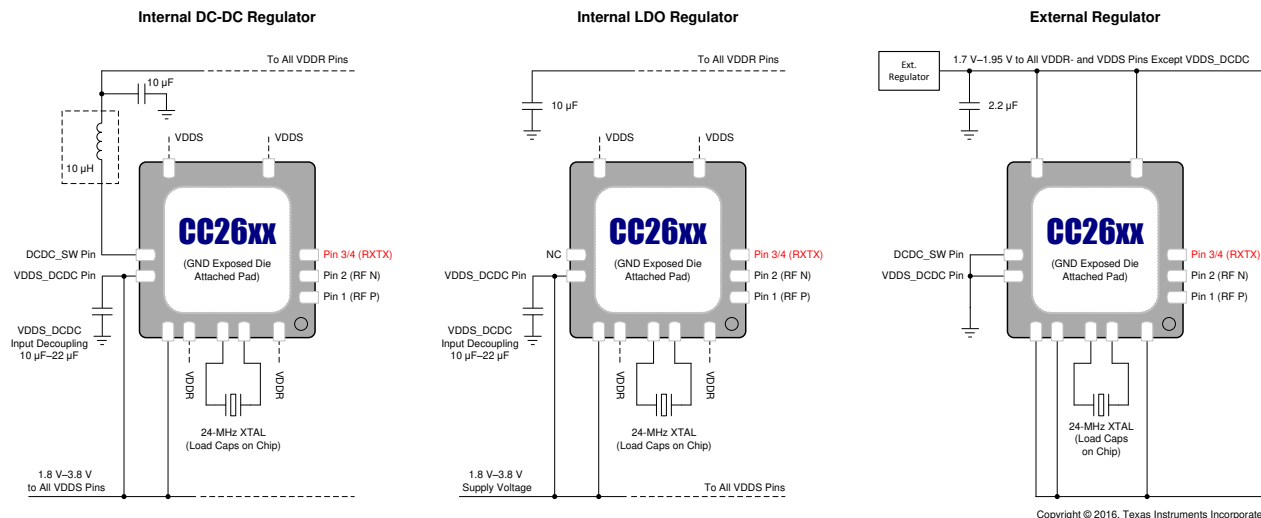 Internal DC-DC Regulator
To All VDDR Pins
10 µF
10 µH
VDDS
VDDS
CC26xx
(GND Exposed Die
Attached Pad)
DCDC_SW Pin
VDDS_DCDC Pin
Pin 3/4 (RXTX)
Pin 2 (RF N)
Pin 1 (RF P)
VDDS_DCDC
Input Decoupling
10 µF–22 µF
VDDR
VDDR
24-MHz XTAL
(Load Caps on Chip)
1.8 V–3.8 V
to All VDDS Pins
Internal LDO Regulator
To All VDDR Pins
10 µF
VDDS
VDDS
CC26xx
(GND Exposed Die
Attached Pad)
NC
VDDS_DCDC Pin
Pin 3/4 (RXTX)
Pin 2 (RF N)
Pin 1 (RF P)
VDDS_DCDC
Input Decoupling
10 µF–22 µF
VDDR
VDDR
24-MHz XTAL
(Load Caps on Chip)
1.8 V–3.8 V
Supply Voltage
To All VDDS Pins
External Regulator
Ext.
Regulator
1.7 V–1.95 V to All VDDR- and VDDS Pins Except VDDS_DCDC
2.2 µF
CC26xx
(GND Exposed Die
Attached Pad)
DCDC_SW Pin
VDDS_DCDC Pin
Pin 3/4 (RXTX)
Pin 2 (RF N)
Pin 1 (RF P)
24-MHz XTAL
(Load Caps
on Chip)
Copyright © 2016, Texas Instruments Incorporate